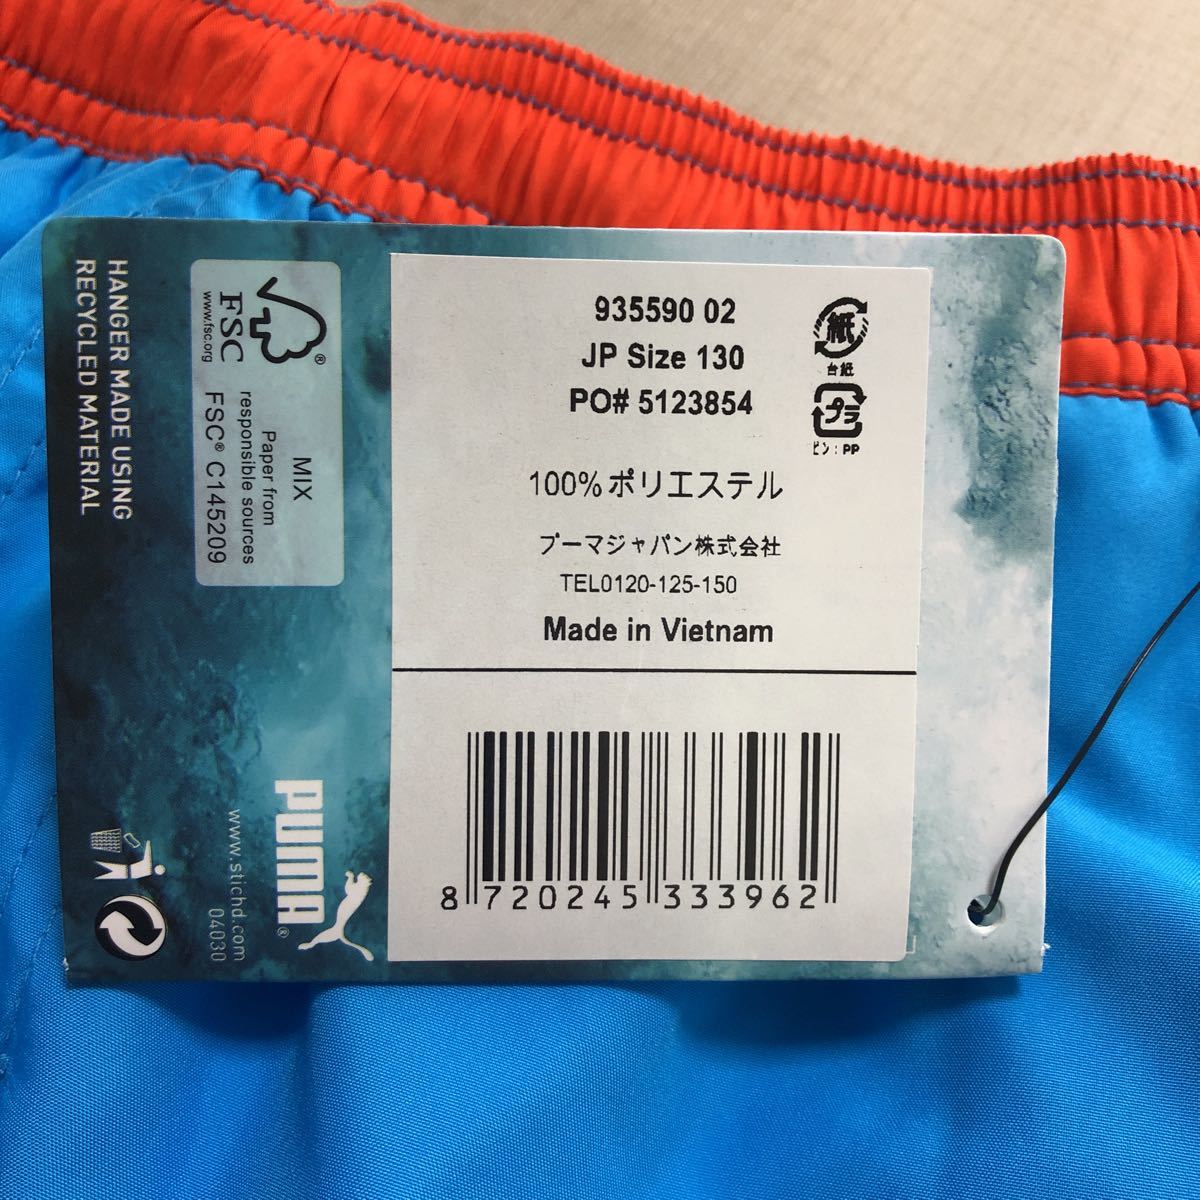 935590 02
JP Size 130
PO# 5123854
紙
台紙
プラ
ピン:PP
100%ポリエステル
プーマジャパン株式会社
TEL0120-125-150
Made in Vietnam
8 720245 333962
HANGER MADE USING
RECYCLED MATERIAL
FSC
®
www.fsc.org
MIX
Paper from
responsible sources
FSC® C145209
PUMA
®
www.stichd.com
04030